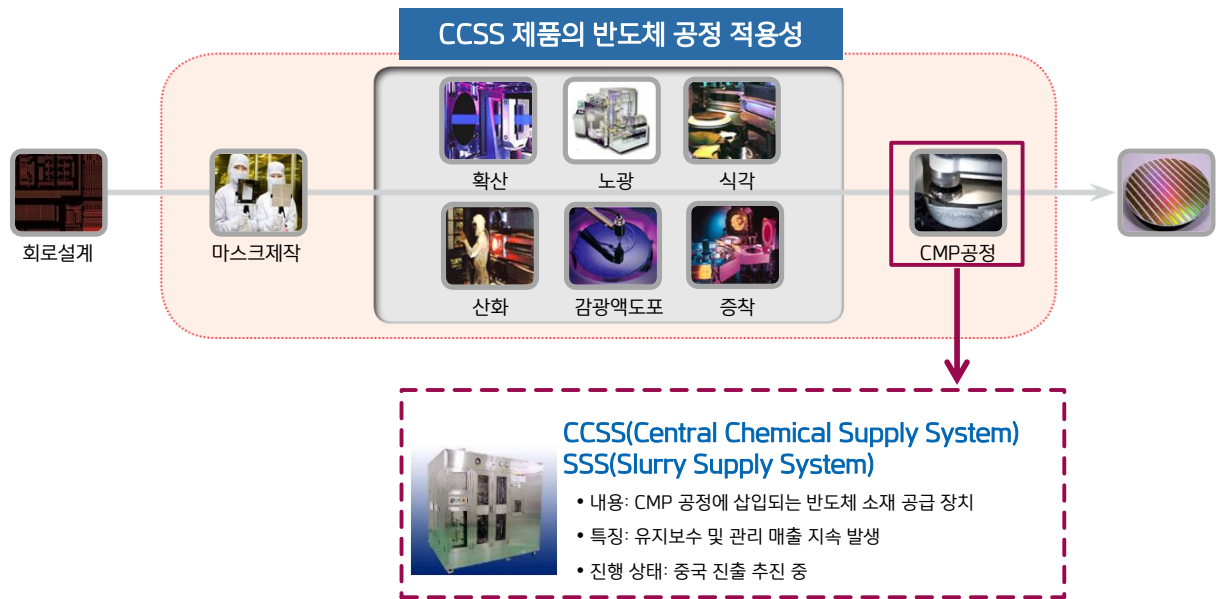 CCSS 제품의 반도체 공정 적용성
확산
노광
식각
회로설계
마스크제작
CMP공정
산화
감광액도포
증착
CCSS(Central Chemical Supply System)
SSS(Slurry Supply System)
• 내용: CMP 공정에 삽입되는 반도체 소재 공급 장치
• 특징: 유지보수 및 관리 매출 지속 발생
• 진행 상태: 중국 진출 추진 중